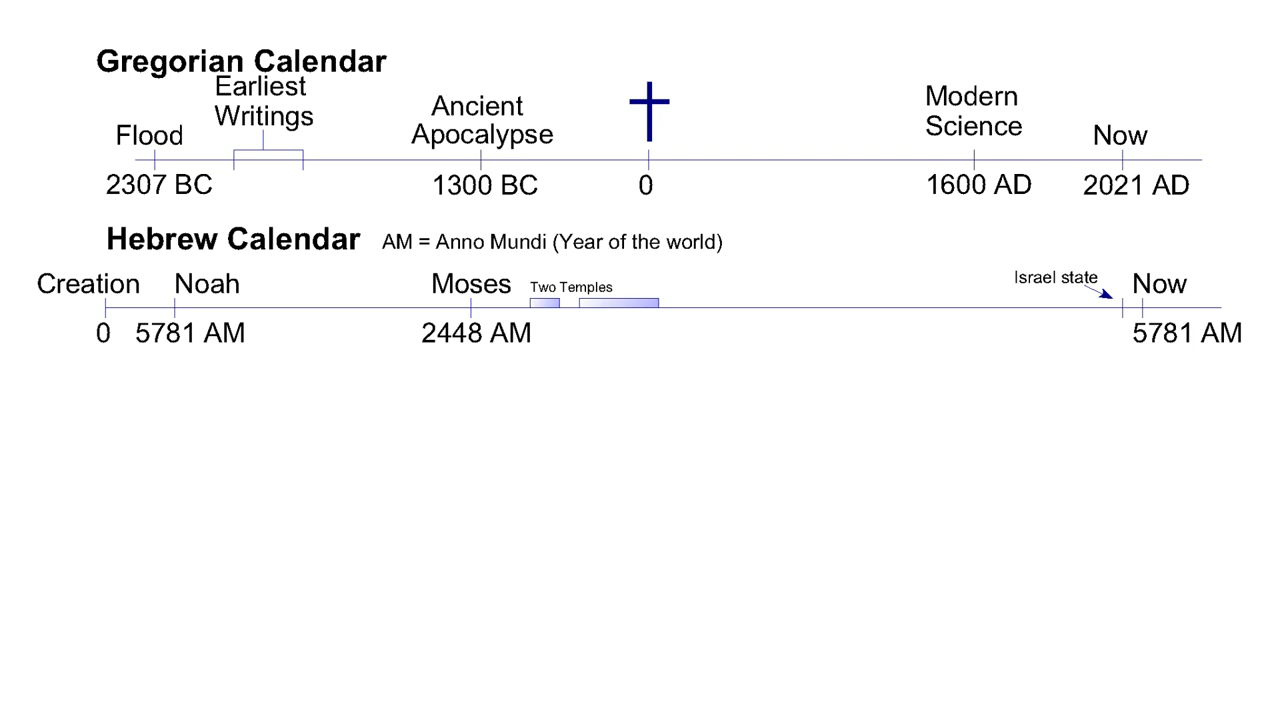 Gregorian Calendar
Earliest
Writings
Flood
Ancient
Apocalypse
Modern
Science
Now
2307 BC
1300 BC
0
1600 AD
2021 AD
Hebrew Calendar AM = Anno Mundi (Year of the world)
Creation
Noah
Moses
Two Temples
Israel state
Now
0
5781 AM
2448 AM
5781 AM